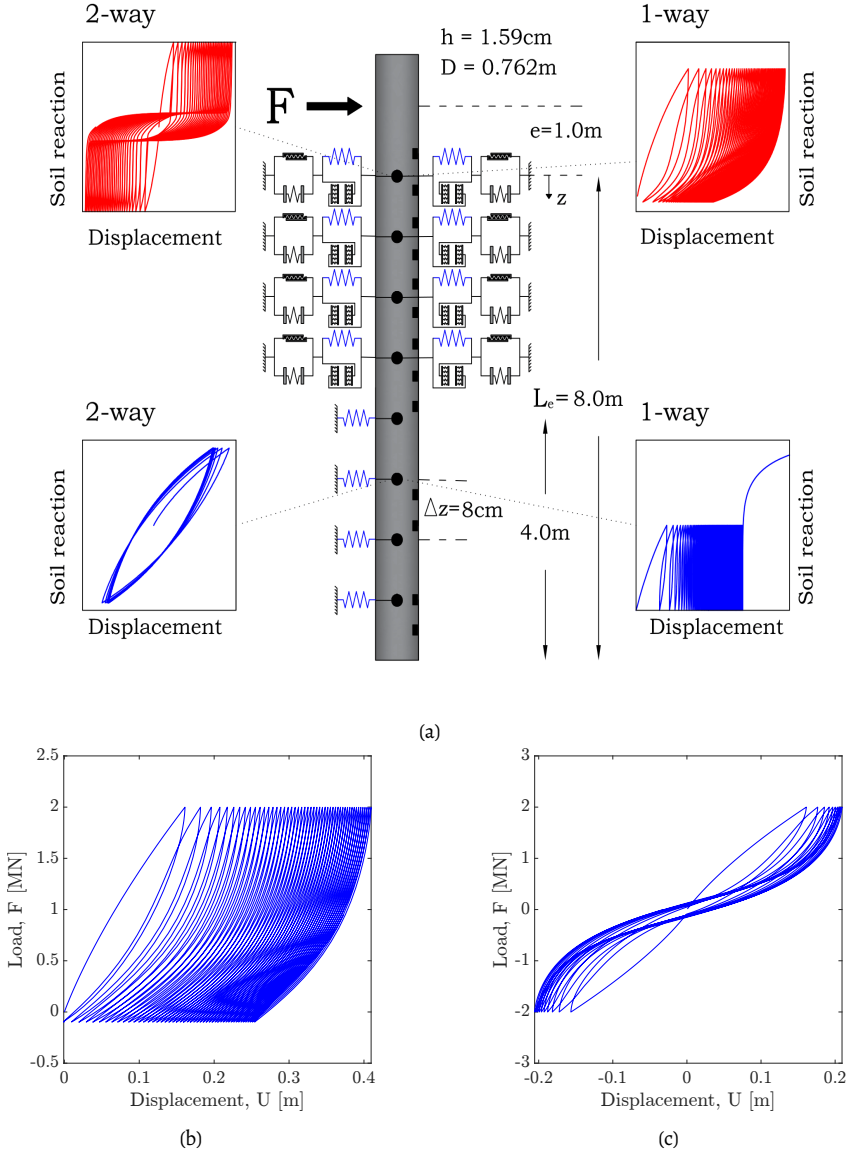 2-way
1-way
h = 1.59cm
D = 0.762m
F
e=1.0m
z
Soil reaction
Displacement
Soil reaction
Displacement
2-way
1-way
Lₑ=8.0m
Δz=8cm
4.0m
Soil reaction
Displacement
Soil reaction
Displacement
(a)
2.5
2
1.5
1
0.5
0
-0.5
Load, F [MN]
0
0.1
0.2
0.3
0.4
Displacement, U [m]
(b)
3
2
1
0
-1
-2
-3
Load, F [MN]
-0.2
-0.1
0
0.1
0.2
Displacement, U [m]
(c)